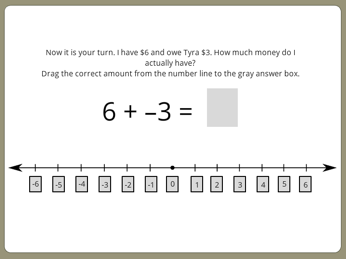 Now it is your turn. I have $6 and owe Tyra $3. How much money do I
actually have?
Drag the correct amount from the number line to the gray answer box.
6 + –3 =
-6 -5 -4 -3 -2 -1 0 1 2 3 4 5 6